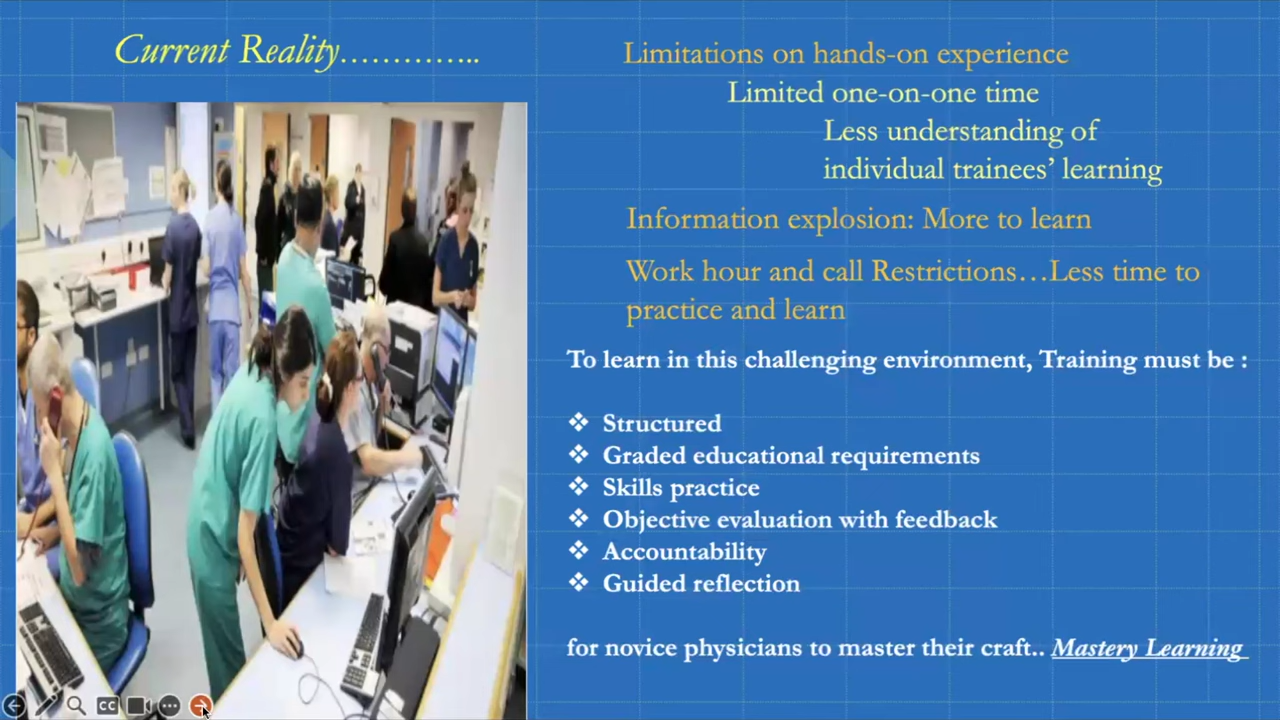 Current Reality…………..
Limitations on hands-on experience
Limited one-on-one time
Less understanding of
individual trainees’ learning
Information explosion: More to learn
Work hour and call Restrictions…Less time to
practice and learn
To learn in this challenging environment, Training must be :
❖ Structured
❖ Graded educational requirements
❖ Skills practice
❖ Objective evaluation with feedback
❖ Accountability
❖ Guided reflection
for novice physicians to master their craft.. Mastery Learning
CC